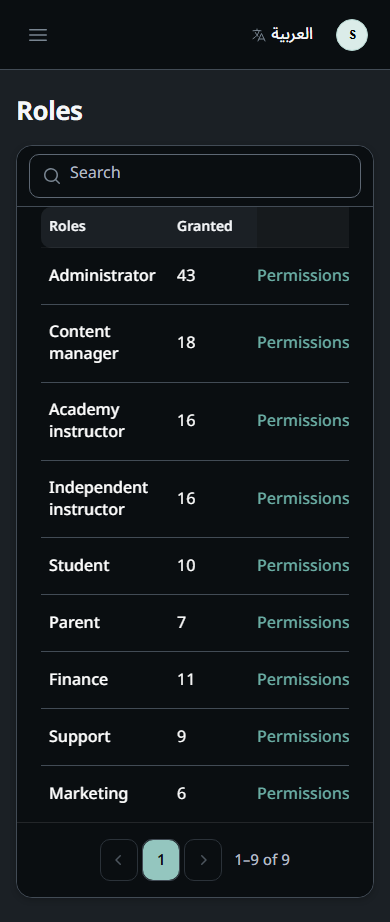 العربية
S
Roles
Search
Roles Granted
Administrator 43 Permissions
Content
manager 18 Permissions
Academy
instructor 16 Permissions
Independent
instructor 16 Permissions
Student 10 Permissions
Parent 7 Permissions
Finance 11 Permissions
Support 9 Permissions
Marketing 6 Permissions
1 1–9 of 9